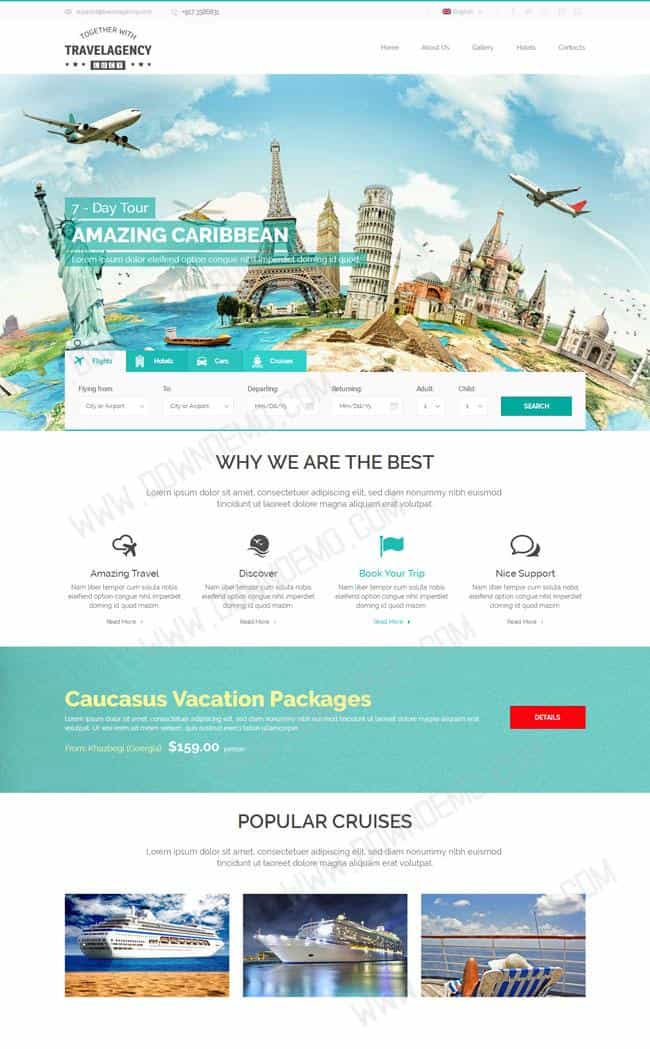 English
TOGETHER WITH
TRAVELAGENCY
Home
About Us
Gallery
Hotels
Contacts
7 - Day Tour
AMAZING CARIBBEAN
Lorem ipsum dolor eleifend option congue nihil imperdiet doming id quod
Flights
Hotels
Cars
Cruises
Flying from:
To:
Departing:
Returning:
Adult:
Child:
City or Airport
City or Airport
Mm/Dd/Yy
Mm/Dd/Yy
SEARCH
WHY WE ARE THE BEST
Lorem ipsum dolor sit amet, consectetuer adipiscing elit, sed diam nonummy nibh euismod
tincidunt ut laoreet dolore magna aliquam erat volutpat.
Amazing Travel
Nam liber tempor cum soluta nobis
eleifend option congue nihil imperdiet
doming id quod mazim
Read More
Discover
Nam liber tempor cum soluta nobis
eleifend option congue nihil imperdiet
doming id quod mazim
Read More
Book Your Trip
Nam liber tempor cum soluta nobis
eleifend option congue nihil imperdiet
doming id quod mazim
Read More
Nice Support
Nam liber tempor cum soluta nobis
eleifend option congue nihil imperdiet
doming id quod mazim
Read More
Caucasus Vacation Packages
Lorem ipsum dolor sit amet consectetuer adipiscing elit, sed diam nonummy nibh euismod tincidunt ut laoreet dolore magna aliquam erat
volutpat. Ut wisi enim ad minim veniam, quis nostrud exerci tation ullamcorper.
From: Khazbegi (Goergia) $159.00 person
DETAILS
POPULAR CRUISES
Lorem ipsum dolor sit amet, consectetuer adipiscing elit, sed diam nonummy nibh euismod
tincidunt ut laoreet dolore magna aliquam erat volutpat.
WWW.DOWNDEMO.COM
WWW.DOWNDEMO.COM
WWW.DOWNDEMO.COM